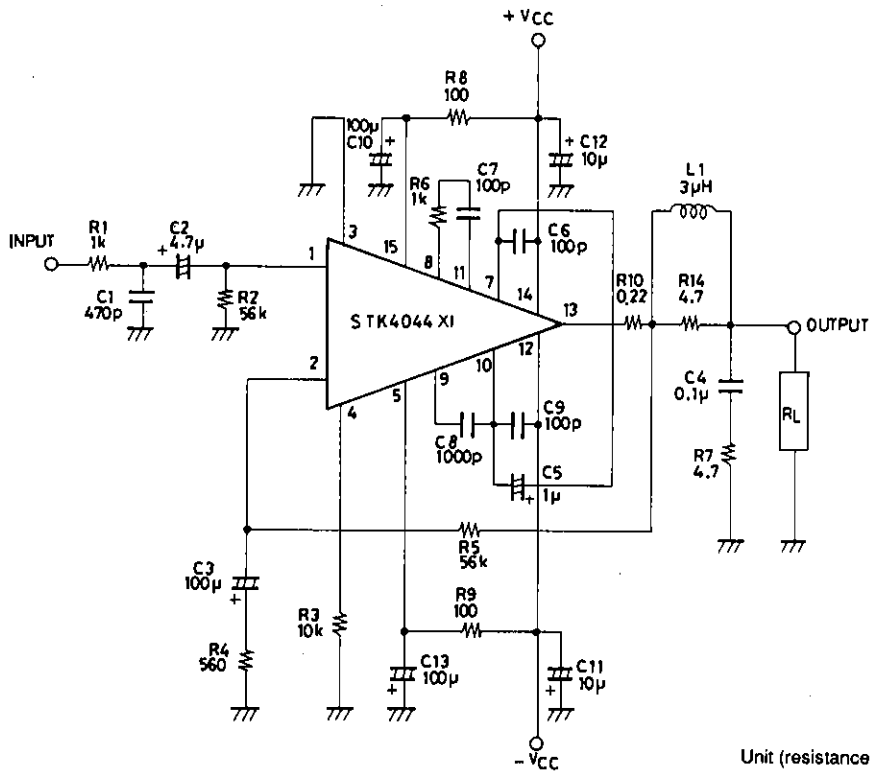 + VCC
R8
100
100µ
C10
+
+
C12
10µ
L1
3µH
C7
100p
R6
1k
C6
100p
INPUT
R1
1k
C2
+
4.7µ
3
15
8
11
7
14
13
1
R10
0.22
R14
4.7
OUTPUT
C1
470p
R2
56k
STK4044 XI
2
4
5
9
10
12
C4
0.1µ
RL
C8
1000p
C9
100p
C5
1µ
+
R7
4.7
R5
56k
C3
100µ
+
R4
560
R3
10k
R9
100
C13
100µ
+
C11
10µ
+
- VCC
Unit (resistance